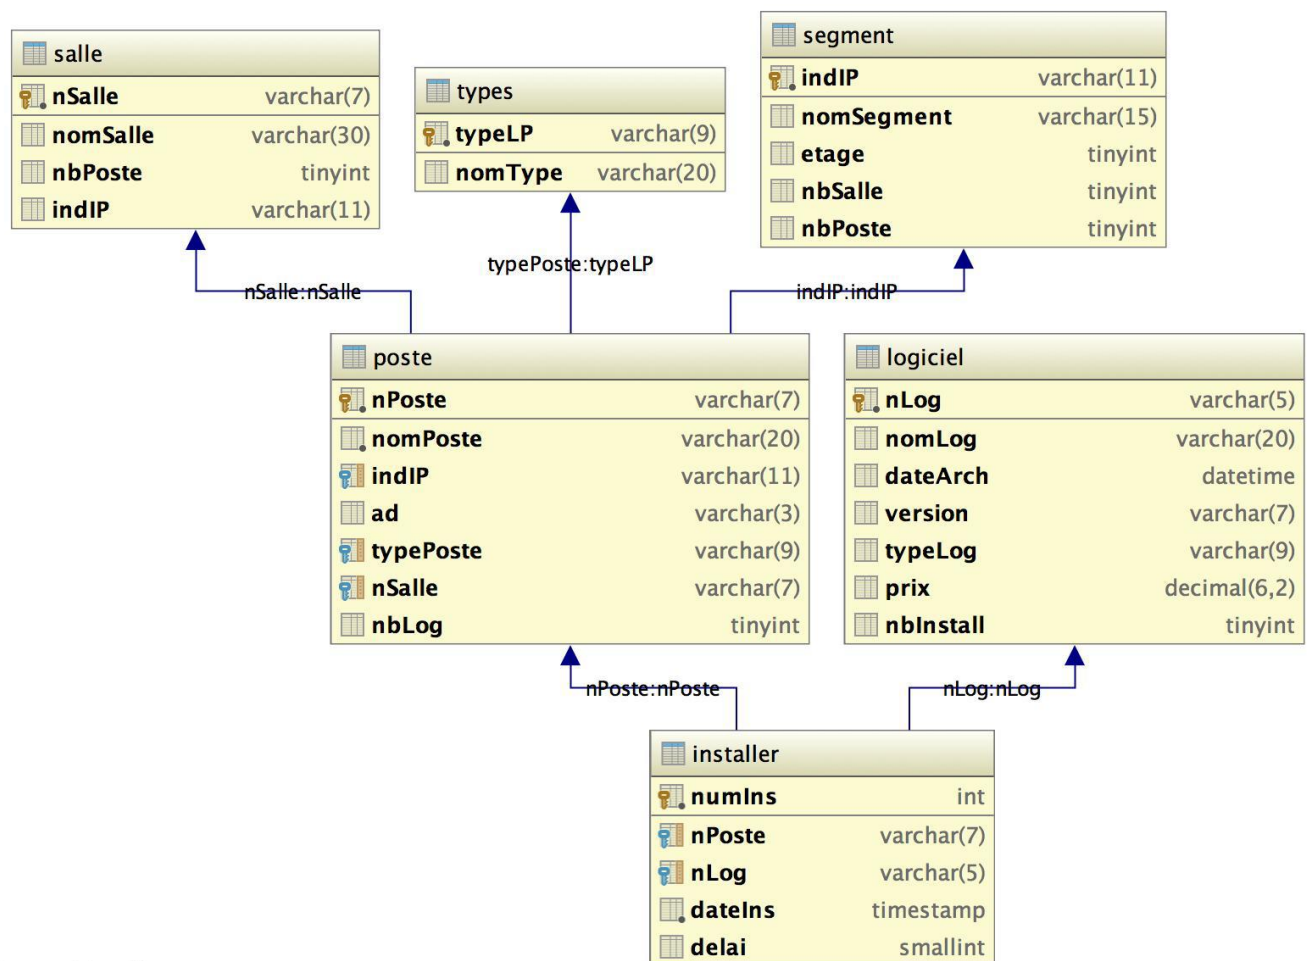 salle
nSalle varchar(7)
nomSalle varchar(30)
nbPoste tinyint
indIP varchar(11)
types
typeLP varchar(9)
nomType varchar(20)
segment
indIP varchar(11)
nomSegment varchar(15)
etage tinyint
nbSalle tinyint
nbPoste tinyint
nSalle:nSalle
typePoste:typeLP
indIP:indIP
poste
nPoste varchar(7)
nomPoste varchar(20)
indIP varchar(11)
ad varchar(3)
typePoste varchar(9)
nSalle varchar(7)
nbLog tinyint
logiciel
nLog varchar(5)
nomLog varchar(20)
dateArch datetime
version varchar(7)
typeLog varchar(9)
prix decimal(6,2)
nbInstall tinyint
nPoste:nPoste
nLog:nLog
installer
numIns int
nPoste varchar(7)
nLog varchar(5)
dateIns timestamp
delai smallint